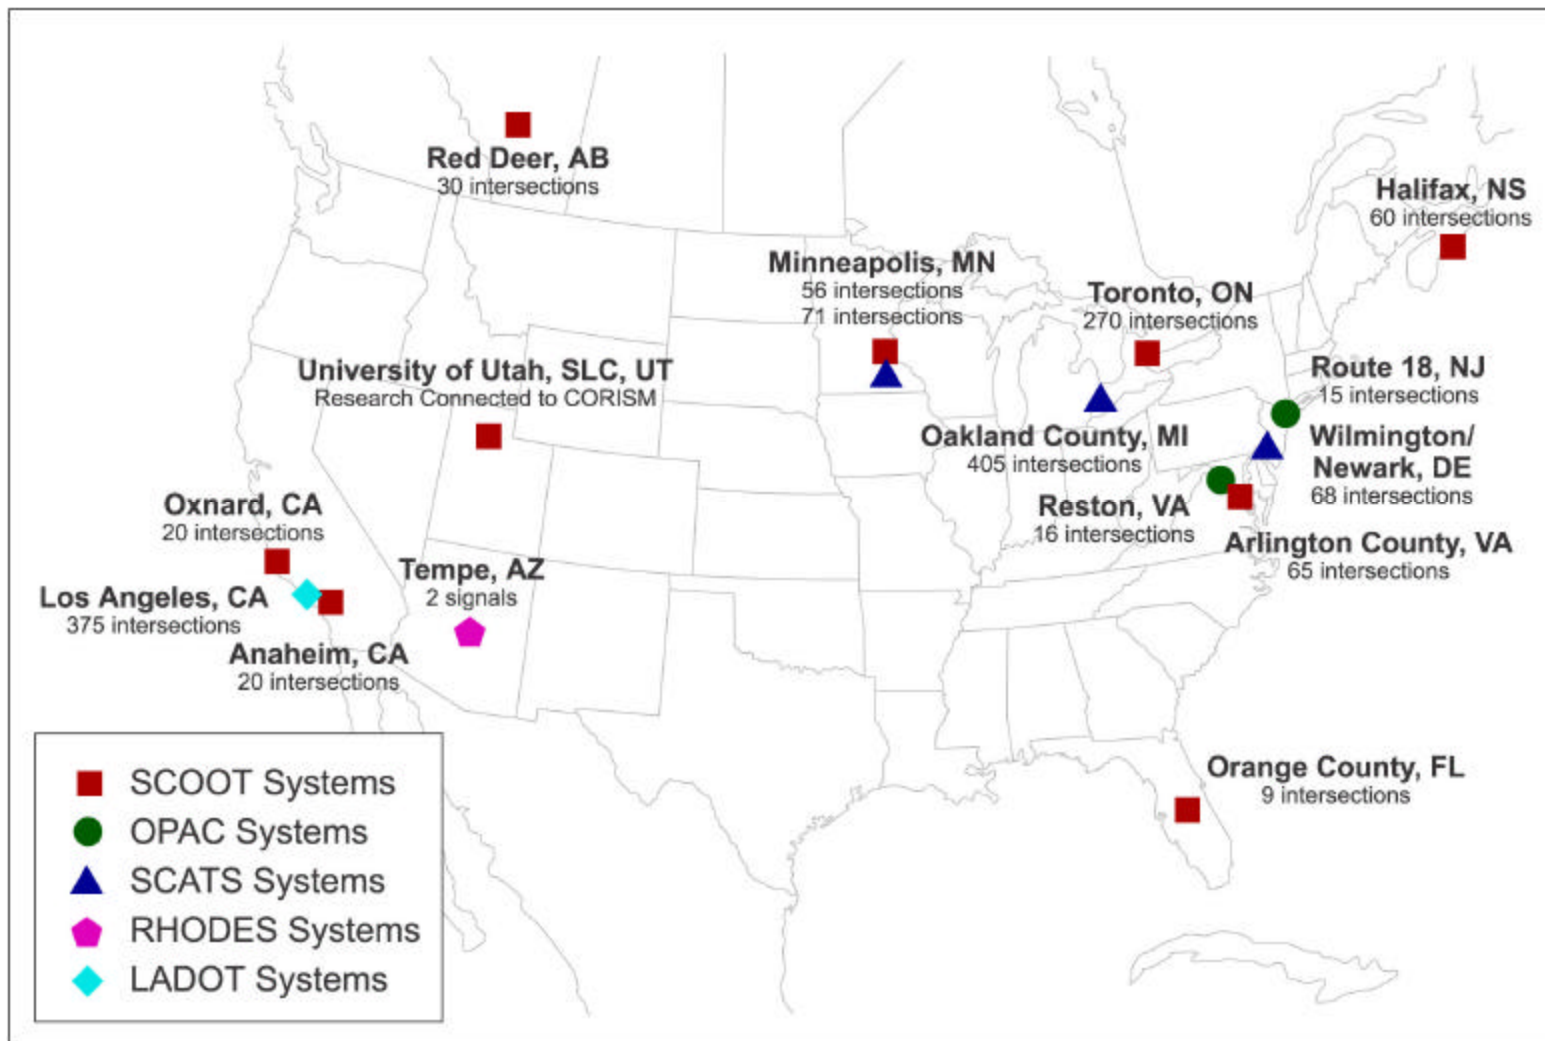 Red Deer, AB
30 intersections
Halifax, NS
60 intersections
Minneapolis, MN
56 intersections
71 intersections
Toronto, ON
270 intersections
University of Utah, SLC, UT
Research Connected to CORISM
Route 18, NJ
15 intersections
Oakland County, MI
405 intersections
Wilmington/
Newark, DE
68 intersections
Oxnard, CA
20 intersections
Reston, VA
16 intersections
Arlington County, VA
65 intersections
Tempe, AZ
2 signals
Los Angeles, CA
375 intersections
Anaheim, CA
20 intersections
Orange County, FL
9 intersections
SCOOT Systems
OPAC Systems
SCATS Systems
RHODES Systems
LADOT Systems